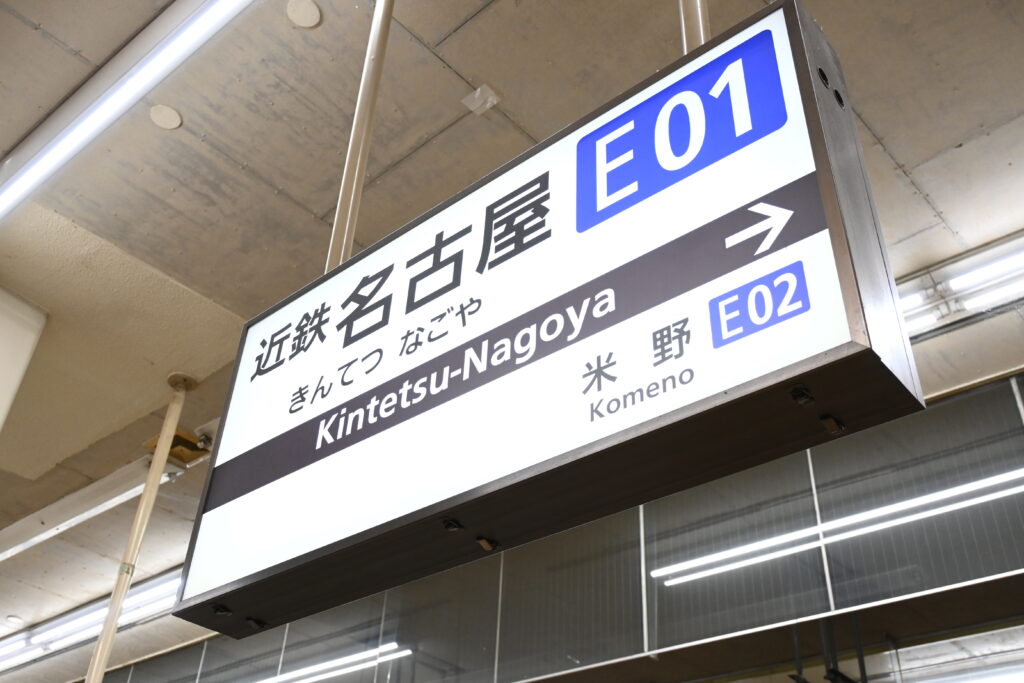 近鉄名古屋 E01
きんてつ なごや
Kintetsu-Nagoya →
米野 E02
Komeno